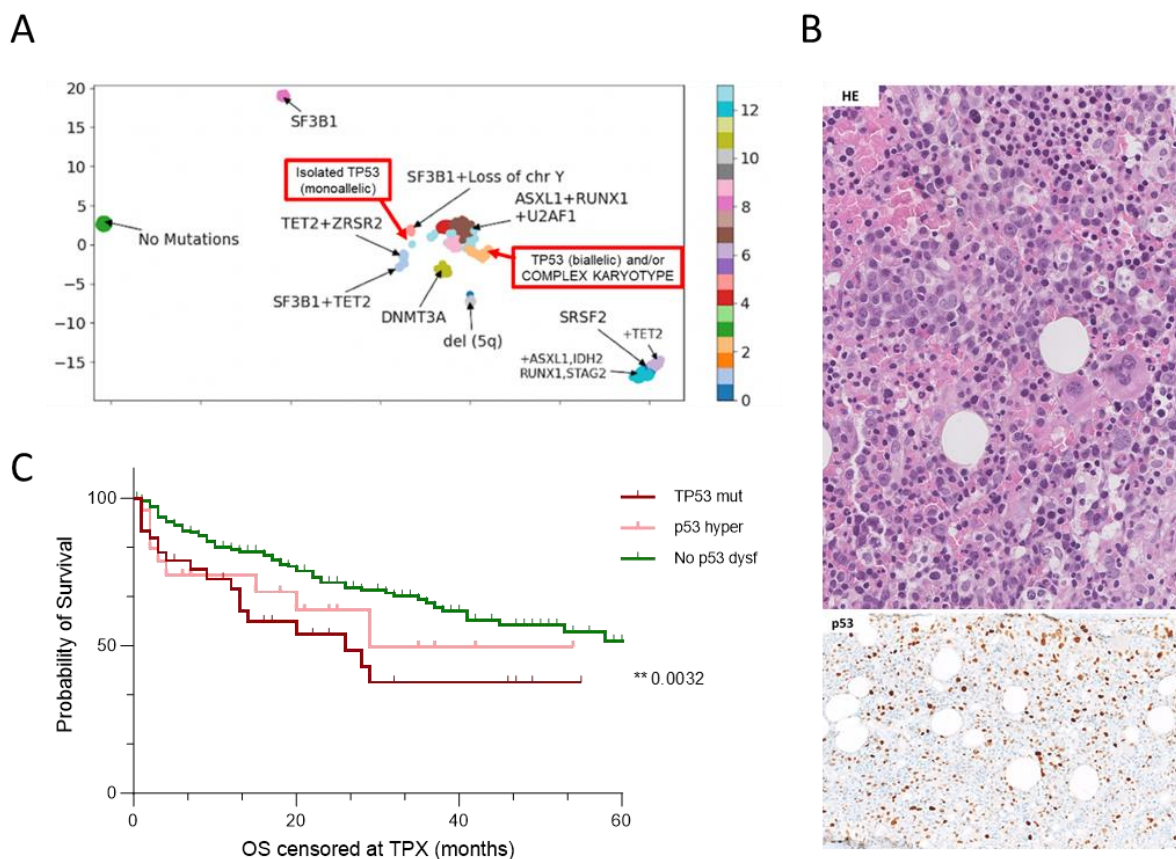 A
B
20
15
10
5
0
−5
−10
−15
SF3B1
Isolated TP53
(monoallelic)
SF3B1+Loss of chr Y
ASXL1+RUNX1
+U2AF1
TET2+ZRSR2
No Mutations
TP53 (biallelic) and/or
COMPLEX KARYOTYPE
SF3B1+TET2
DNMT3A
del (5q)
SRSF2
+TET2
+ASXL1,IDH2
RUNX1,STAG2
12
10
8
6
4
2
0
HE
p53
C
100
50
0
Probability of Survival
TP53 mut
p53 hyper
No p53 dysf
** 0.0032
0
20
40
60
OS censored at TPX (months)